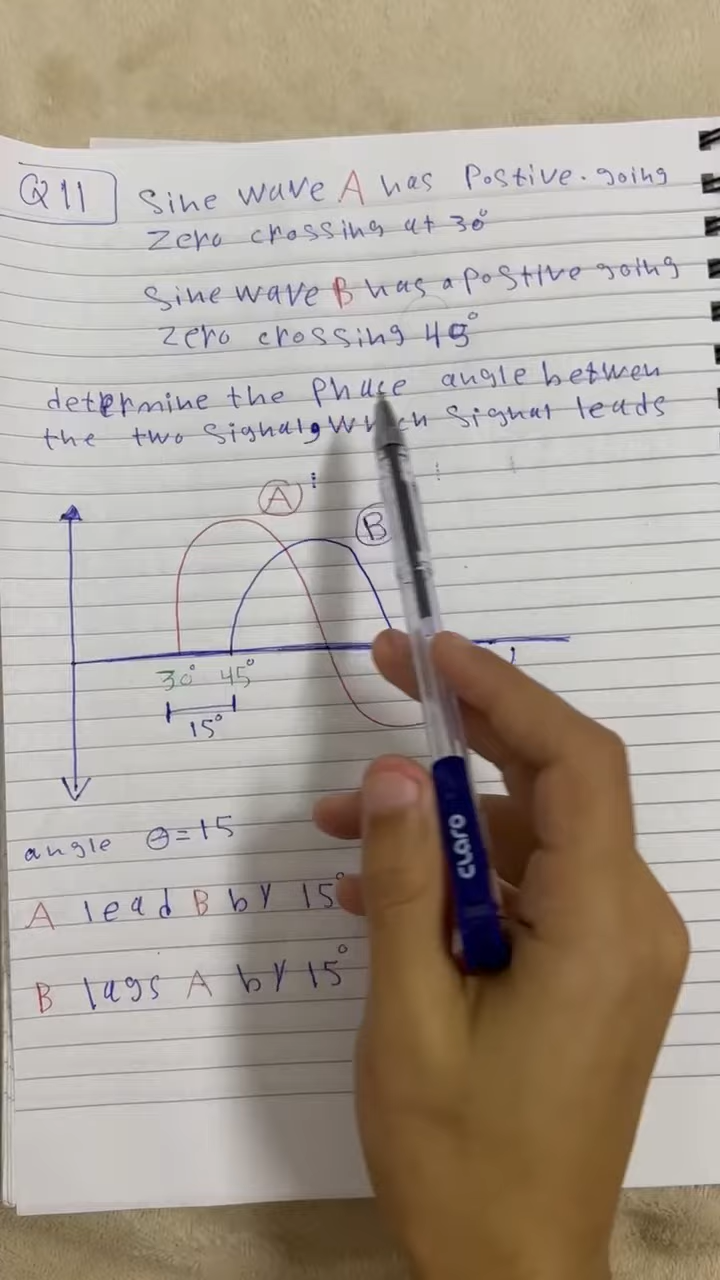 Q11
Sine wave A has Postive. going
Zero crossing at 30°
Sine wave B has a postive going
Zero crossing 45°
determine the Phase angle betwen
the two signals Which Signal leads
A
B
30° 45°
15°
claro
angle θ=15
A lead B by 15°
B lags A by 15°